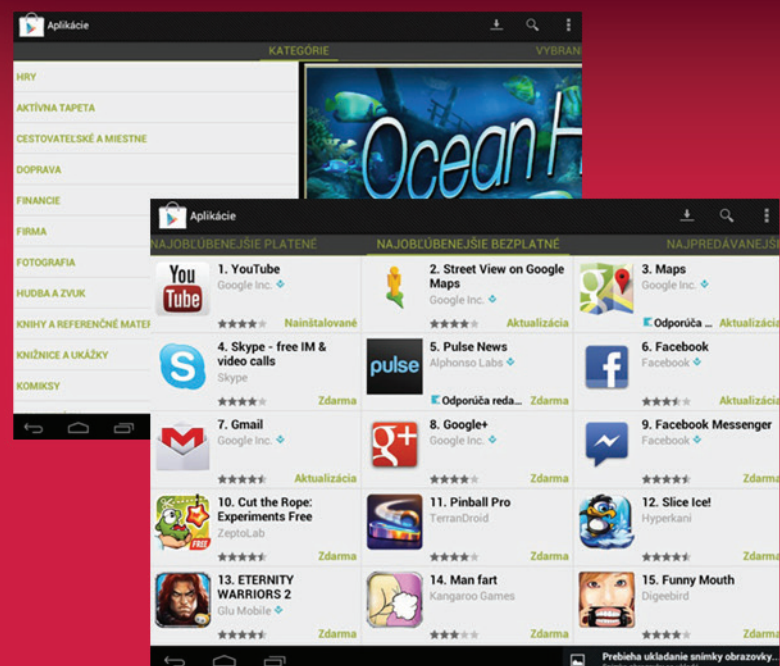 Aplikácie
KATEGÓRIE
VYBRAN
HRY
AKTÍVNA TAPETA
CESTOVATEĽSKÉ A MIESTNE
DOPRAVA
FINANCIE
FIRMA
FOTOGRAFIA
HUDBA A ZVUK
KNIHY A REFERENČNÉ MATER
KNIŽNICE A UKÁŽKY
KOMIKSY
Ocean H
Aplikácie
NAJOBĽÚBENEJŠIE PLATENÉ
NAJOBĽÚBENEJŠIE BEZPLATNÉ
NAJPREDÁVANEJŠI
You
Tube
1. YouTube
Google Inc.
Nainštalované
2. Street View on Google
Maps
Google Inc.
Aktualizácia
3. Maps
Google Inc.
Odporúča ... Aktualizácia
4. Skype - free IM &
video calls
Skype
Zdarma
pulse
5. Pulse News
Alphonso Labs
Odporúča reda... Zdarma
6. Facebook
Facebook
Aktualizácia
7. Gmail
Google Inc.
Aktualizácia
g+
8. Google+
Google Inc.
Zdarma
9. Facebook Messenger
Facebook
Zdarma
FREE
10. Cut the Rope:
Experiments Free
ZeptoLab
Zdarma
11. Pinball Pro
TerranDroid
Zdarma
12. Slice Ice!
Hyperkani
Zdarma
13. ETERNITY
WARRIORS 2
Glu Mobile
Zdarma
14. Man fart
Kangaroo Games
Zdarma
15. Funny Mouth
Digeebird
Zdarma
Prebieha ukladanie snímky obrazovky.